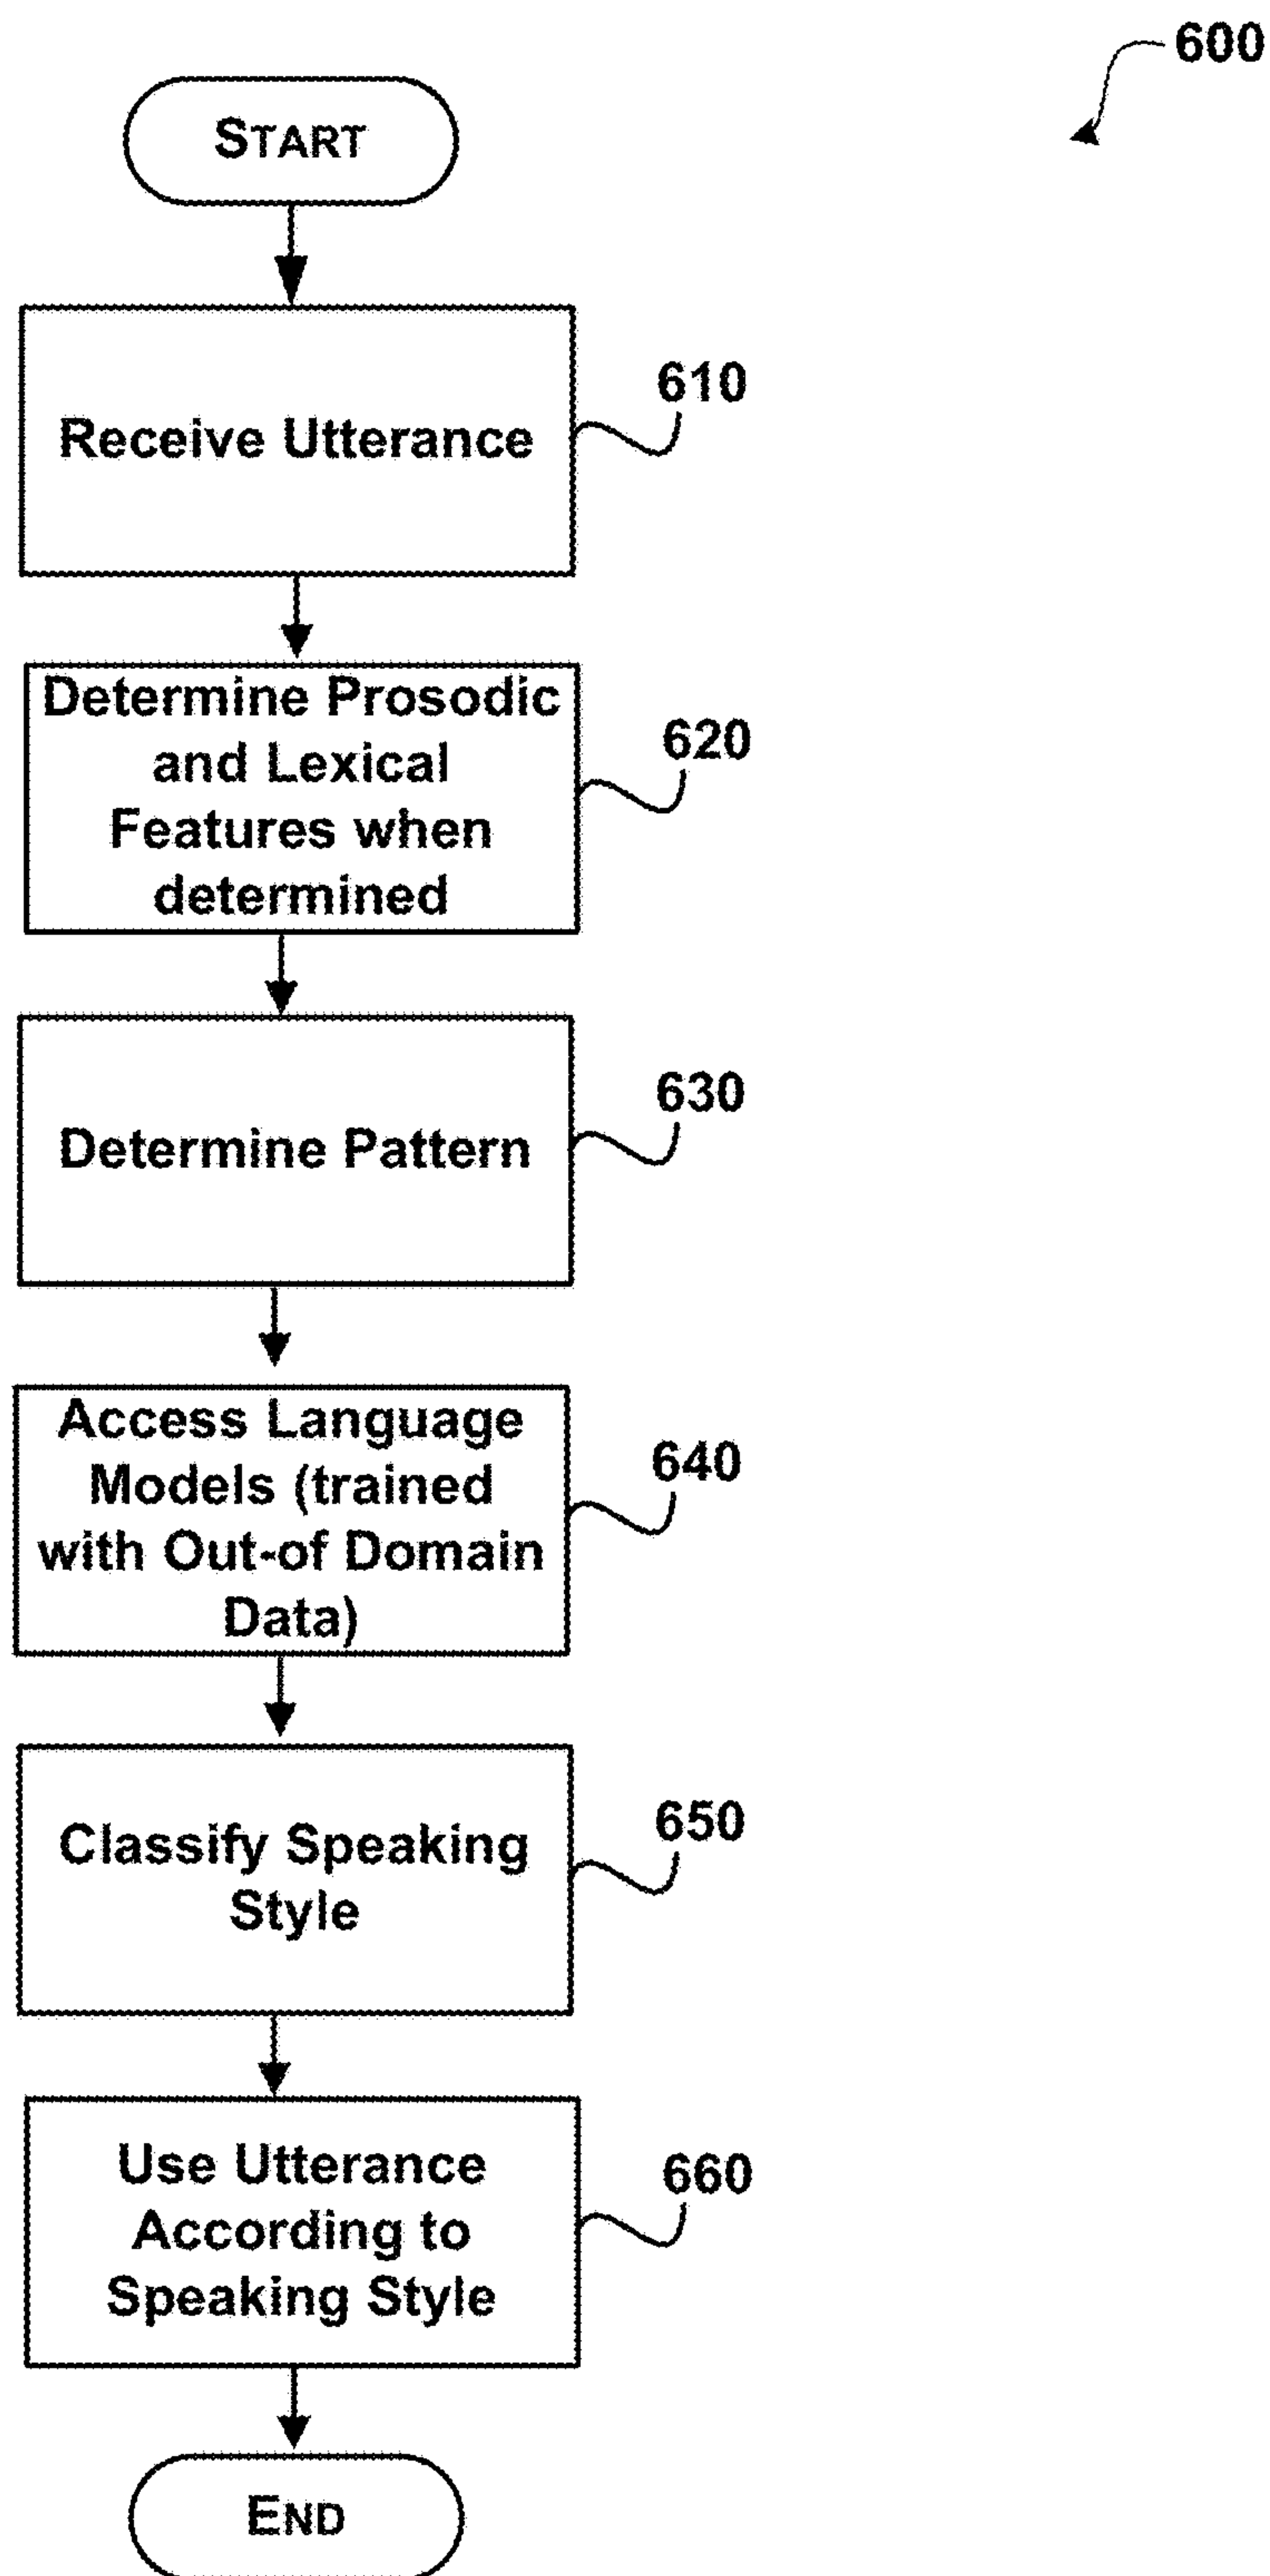 600
START
Receive Utterance
610
Determine Prosodic
and Lexical
Features when
determined
620
Determine Pattern
630
Access Language
Models (trained
with Out-of Domain
Data)
640
Classify Speaking
Style
650
Use Utterance
According to
Speaking Style
660
END